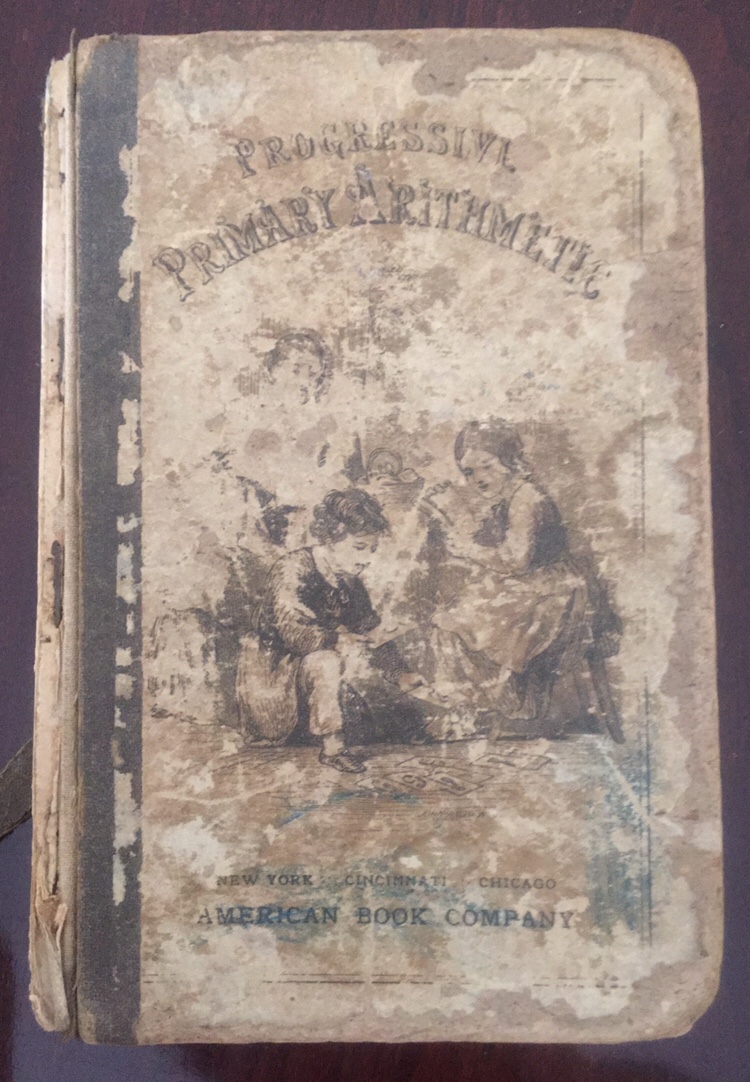 PROGRESSIVE
PRIMARY ARITHMETIC
NEW YORK · CINCINNATI · CHICAGO
AMERICAN BOOK COMPANY